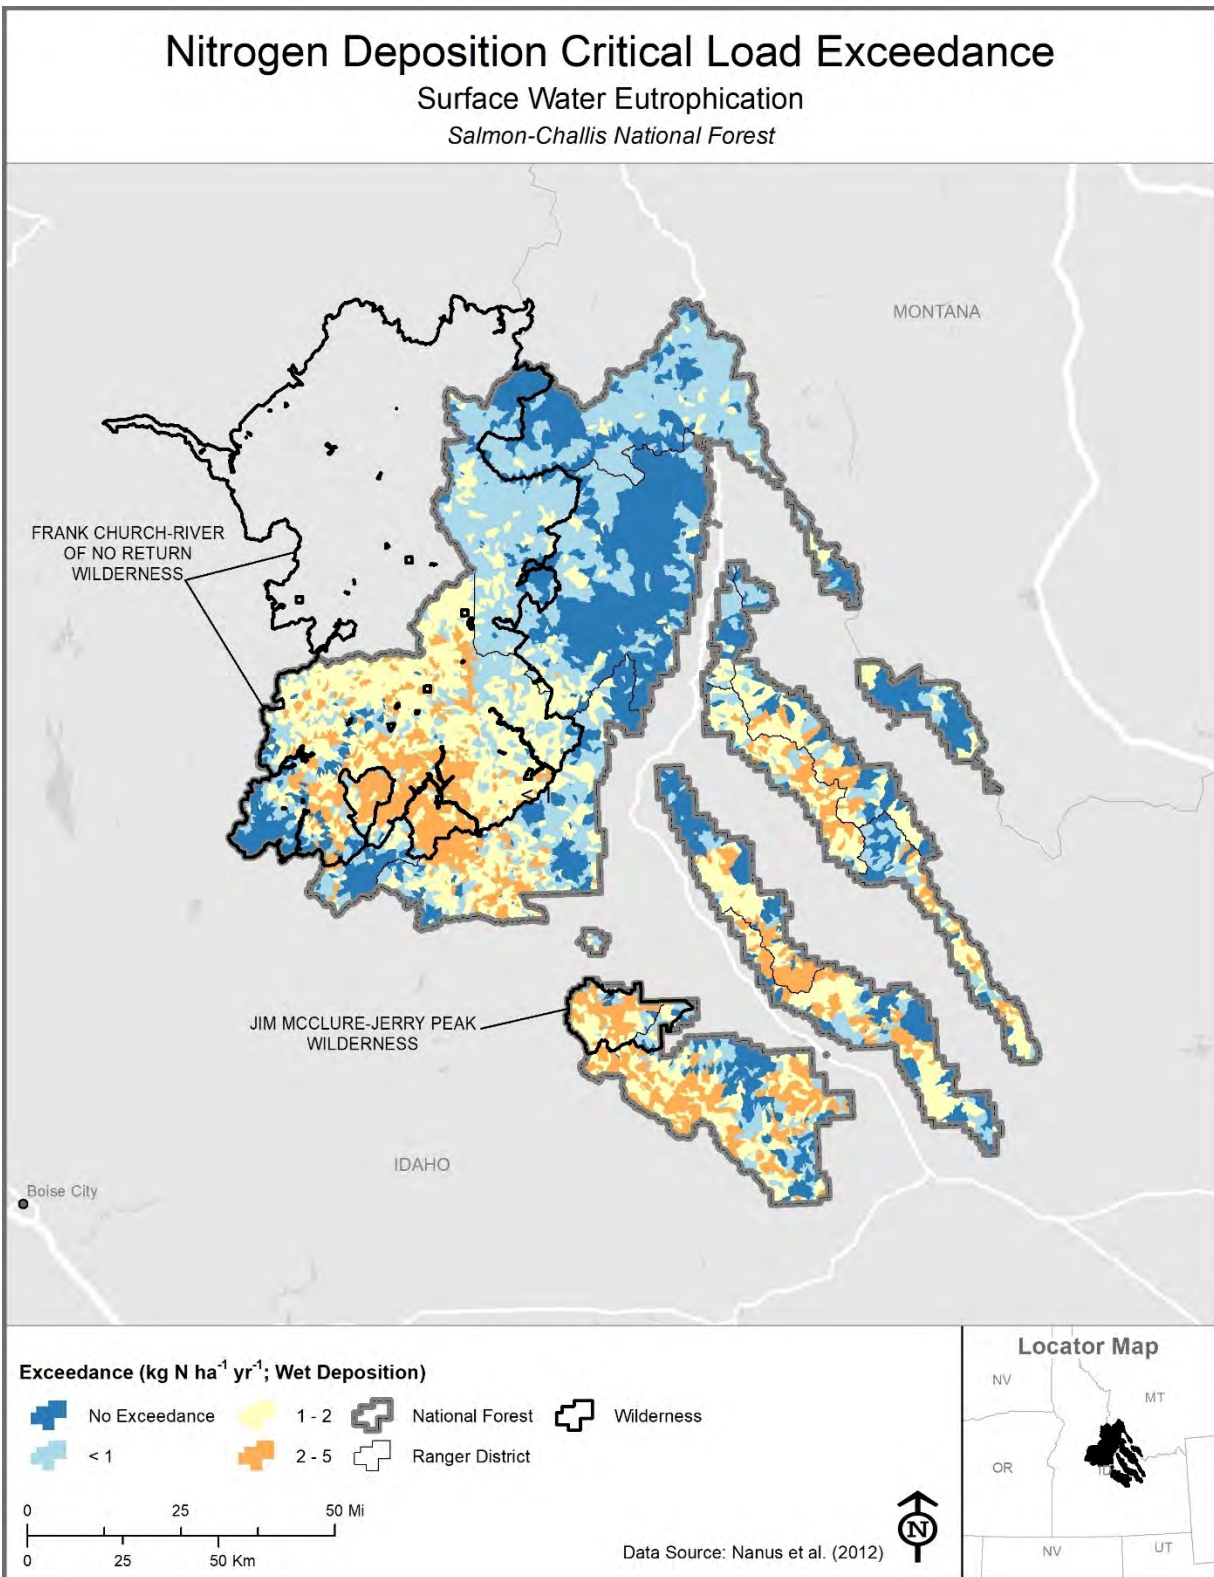 Nitrogen Deposition Critical Load Exceedance
Surface Water Eutrophication
Salmon-Challis National Forest
MONTANA
FRANK CHURCH-RIVER
OF NO RETURN
WILDERNESS
JIM MCCLURE-JERRY PEAK
WILDERNESS
IDAHO
Boise City
Exceedance (kg N ha⁻¹ yr⁻¹; Wet Deposition)
No Exceedance
1 - 2
National Forest
Wilderness
< 1
2 - 5
Ranger District
0 25 50 Mi
0 25 50 Km
Data Source: Nanus et al. (2012)
N
Locator Map
NV
MT
OR
ID
NV
UT